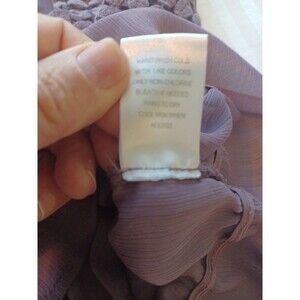 HAND WASH COLD
WITH LIKE COLORS
ONLY NON-CHLORINE
BLEACH IF NEEDED
HANG TO DRY
COOL IRON WHEN
NEEDED